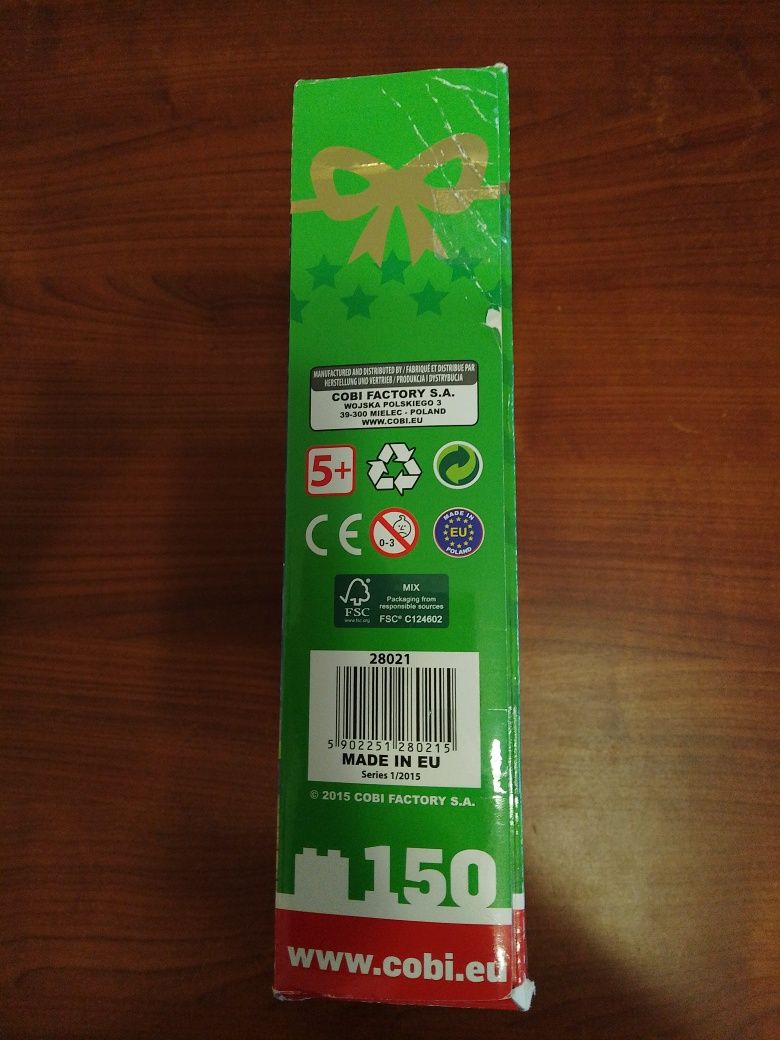 MANUFACTURED AND DISTRIBUTED BY / FABRIQUÉ ET DISTRIBUE PAR
HERSTELLUNG UND VERTRIEB / PRODUKCJA I DYSTRYBUCJA
COBI FACTORY S.A.
WOJSKA POLSKIEGO 3
39-300 MIELEC - POLAND
WWW.COBI.EU
5+
CE
0-3
MADE IN
EU
POLAND
FSC
www.fsc.org
MIX
Packaging from
responsible sources
FSC® C124602
28021
5 902251 280215
MADE IN EU
Series 1/2015
© 2015 COBI FACTORY S.A.
150
www.cobi.eu